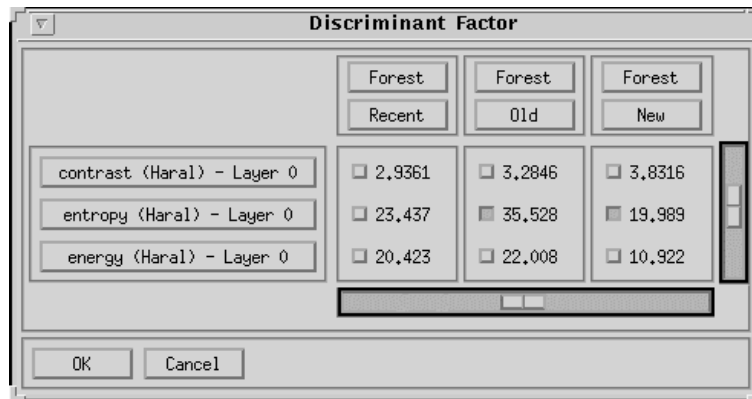 Discriminant Factor
Forest Forest Forest
Recent Old New
contrast (Haral) - Layer 0 2.9361 3.2846 3.8316
entropy (Haral) - Layer 0 23.437 35.528 19.989
energy (Haral) - Layer 0 20.423 22.008 10.922
OK Cancel